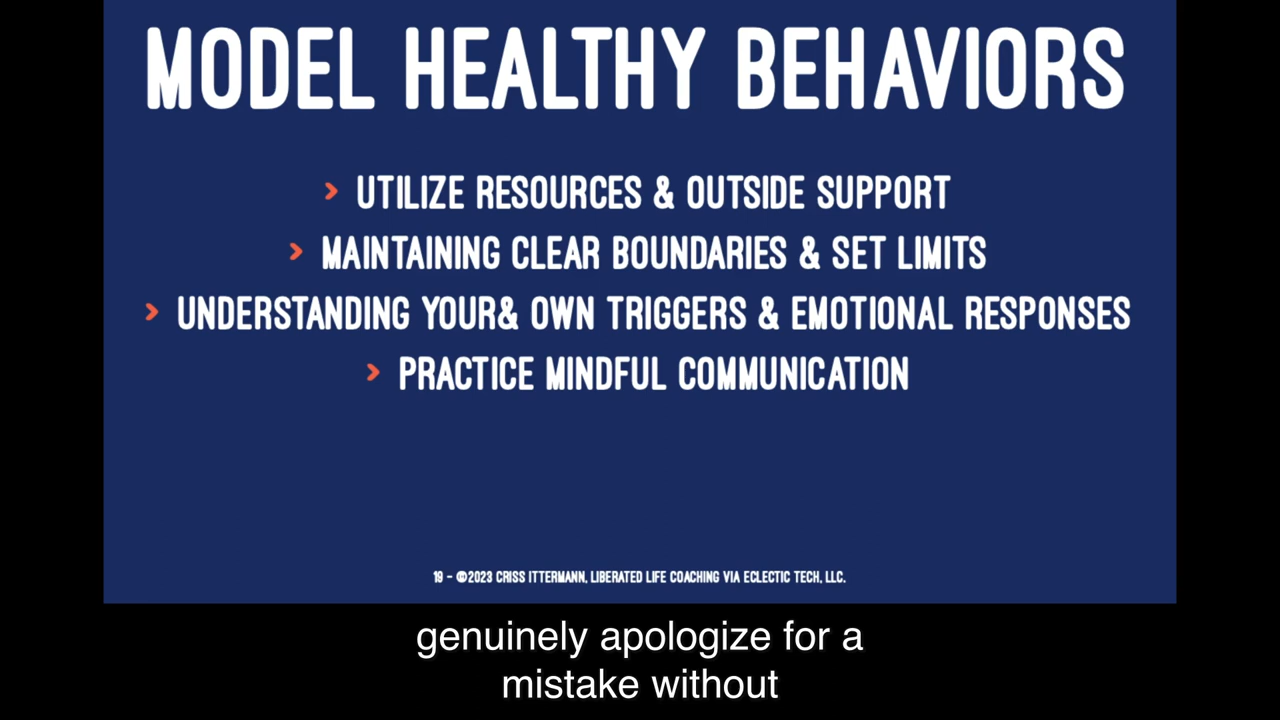 MODEL HEALTHY BEHAVIORS
› UTILIZE RESOURCES & OUTSIDE SUPPORT
› MAINTAINING CLEAR BOUNDARIES & SET LIMITS
› UNDERSTANDING YOUR& OWN TRIGGERS & EMOTIONAL RESPONSES
› PRACTICE MINDFUL COMMUNICATION
19 - ©2023 CRISS ITTERMANN, LIBERATED LIFE COACHING VIA ECLECTIC TECH, LLC.
genuinely apologize for a
mistake without